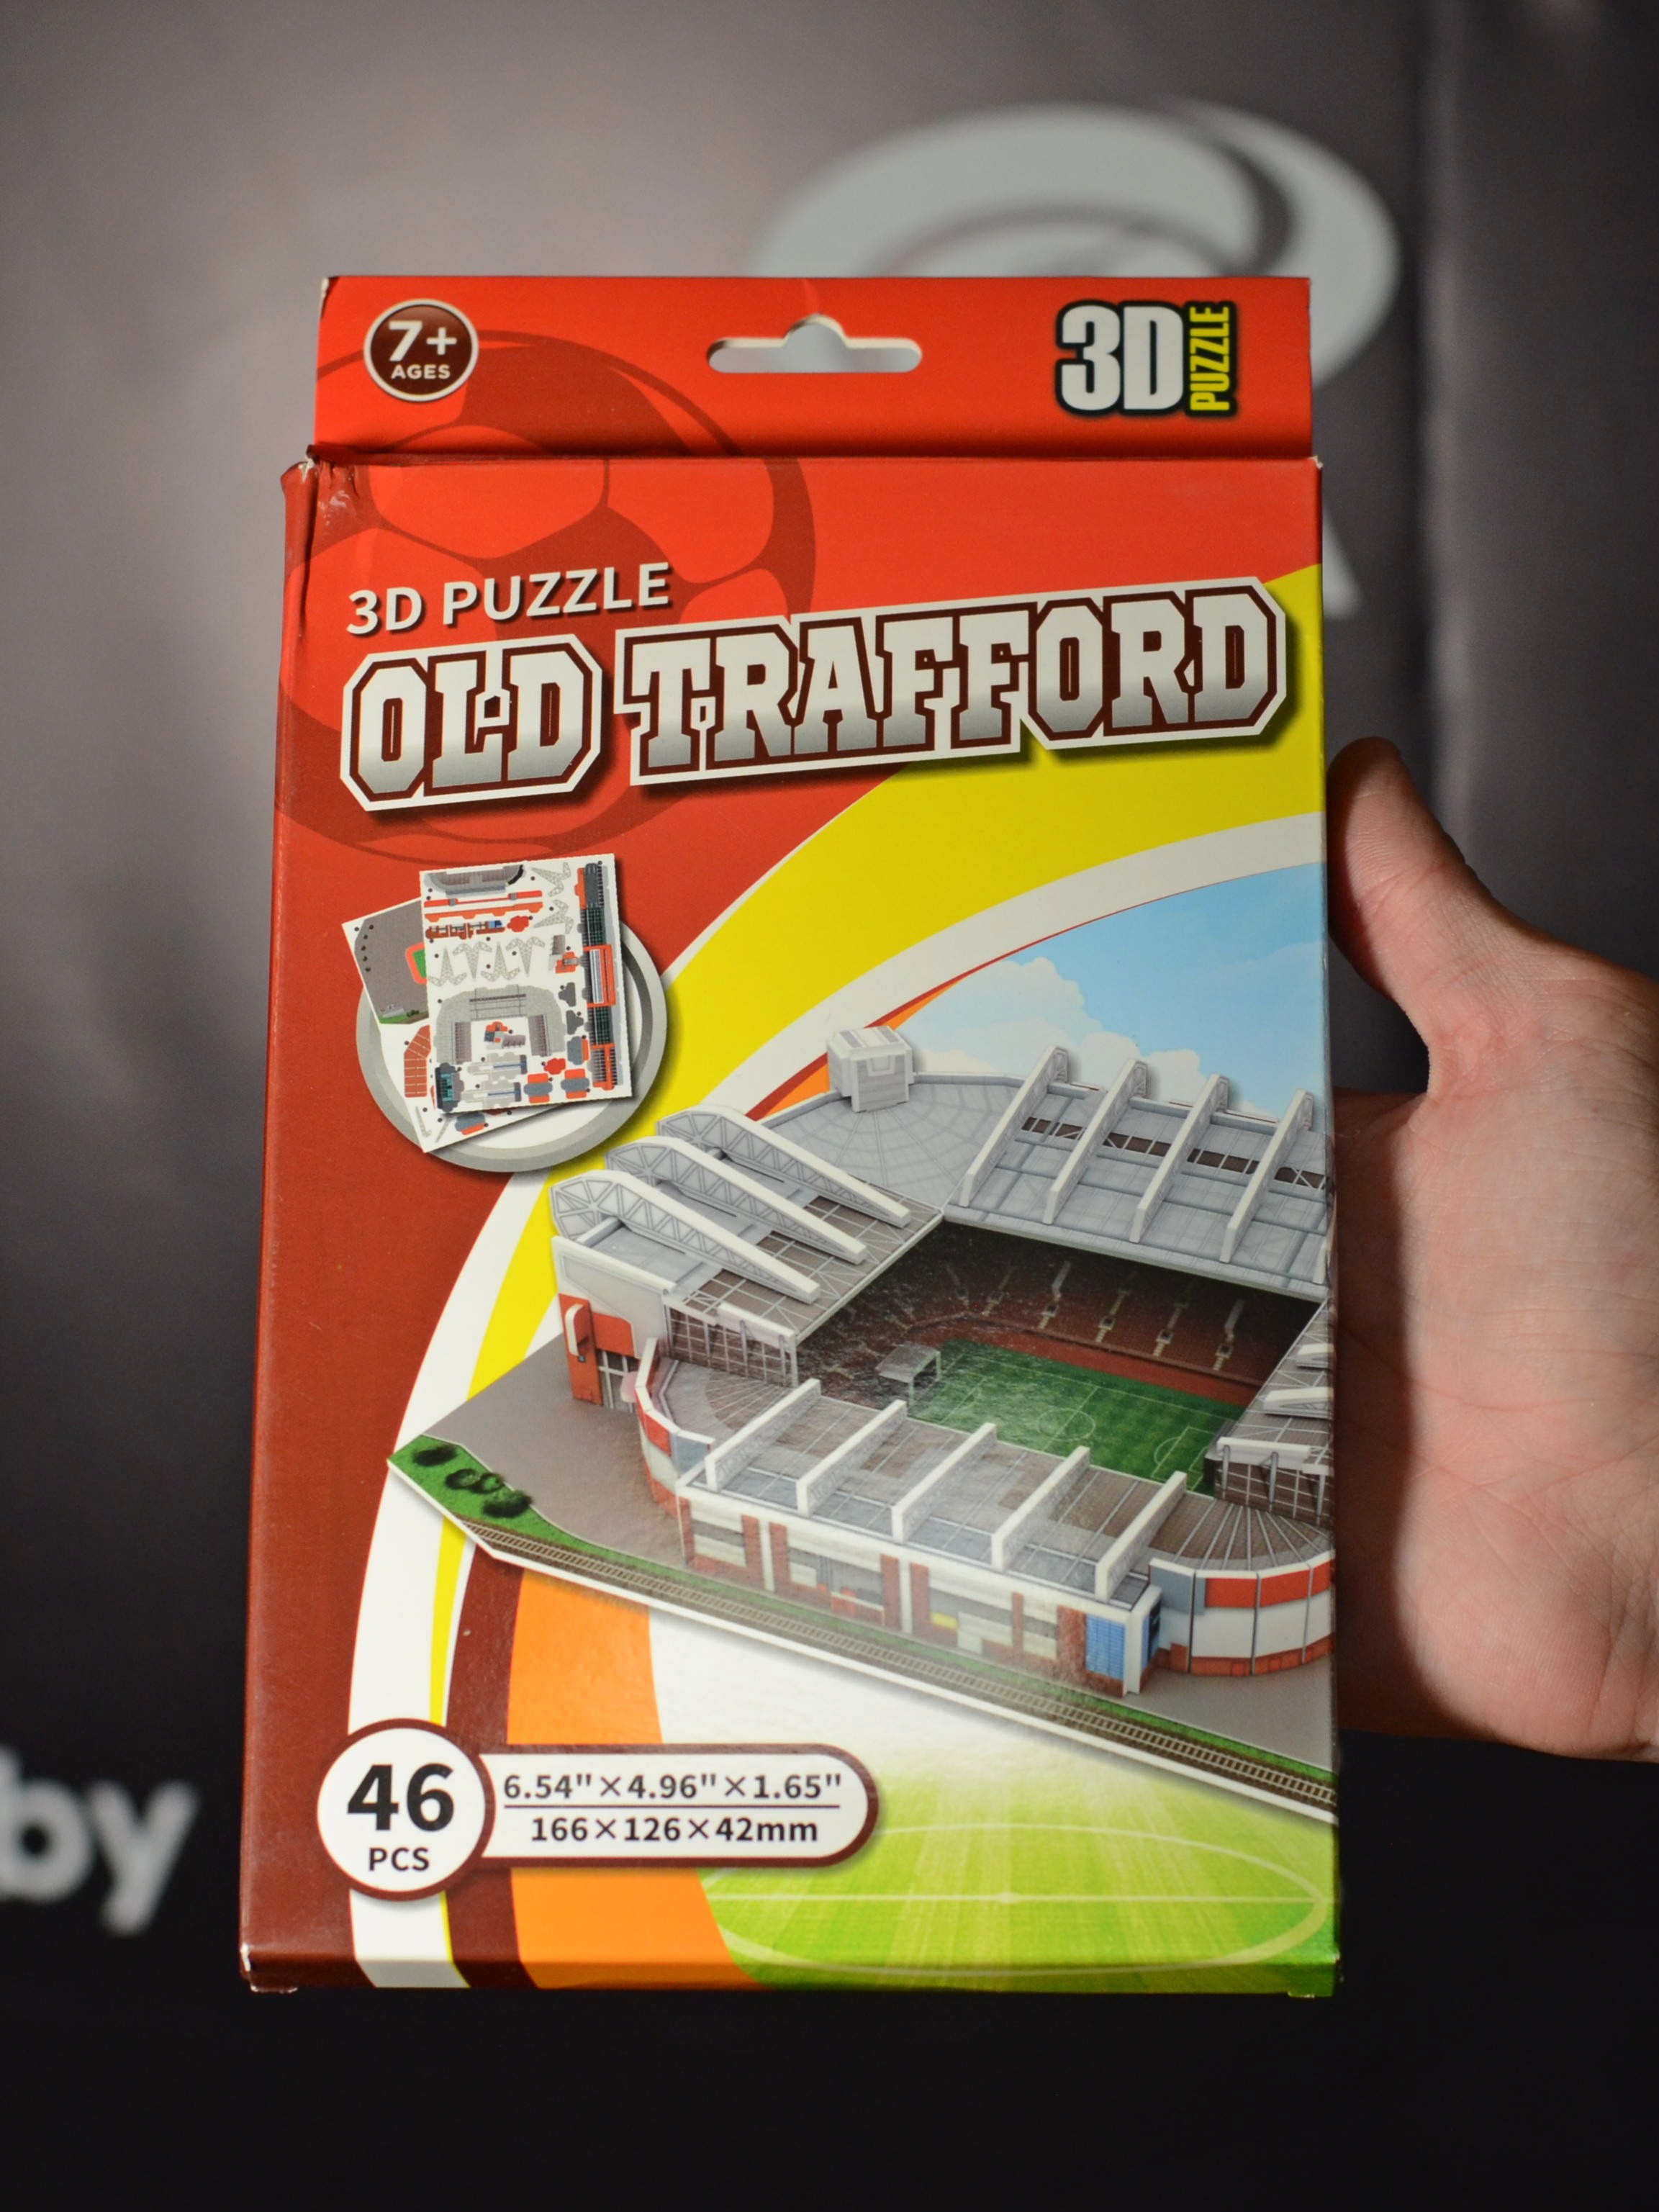 7+
AGES
3D PUZZLE
3D PUZZLE
OLD TRAFFORD
46
PCS
6.54"×4.96"×1.65"
166×126×42mm
by